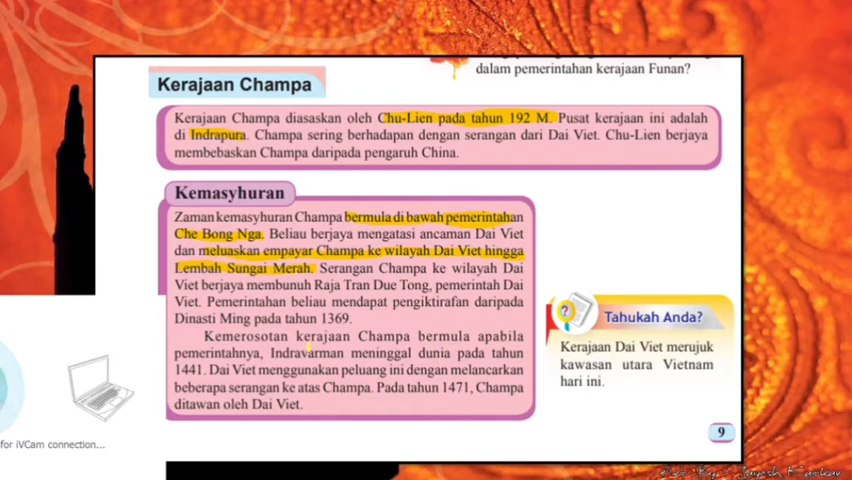 dalam pemerintahan kerajaan Funan?
Kerajaan Champa
Kerajaan Champa diasaskan oleh Chu-Lien pada tahun 192 M. Pusat kerajaan ini adalah
di Indrapura. Champa sering berhadapan dengan serangan dari Dai Viet. Chu-Lien berjaya
membebaskan Champa daripada pengaruh China.
Kemasyhuran
Zaman kemasyhuran Champa bermula di bawah pemerintahan
Che Bong Nga. Beliau berjaya mengatasi ancaman Dai Viet
dan meluaskan empayar Champa ke wilayah Dai Viet hingga
Lembah Sungai Merah. Serangan Champa ke wilayah Dai
Viet berjaya membunuh Raja Tran Due Tong, pemerintah Dai
Viet. Pemerintahan beliau mendapat pengiktirafan daripada
Dinasti Ming pada tahun 1369.
Kemerosotan kerajaan Champa bermula apabila
pemerintahnya, Indravarman meninggal dunia pada tahun
1441. Dai Viet menggunakan peluang ini dengan melancarkan
beberapa serangan ke atas Champa. Pada tahun 1471, Champa
ditawan oleh Dai Viet.
Tahukah Anda?
Kerajaan Dai Viet merujuk
kawasan utara Vietnam
hari ini.
9
for iVCam connection...